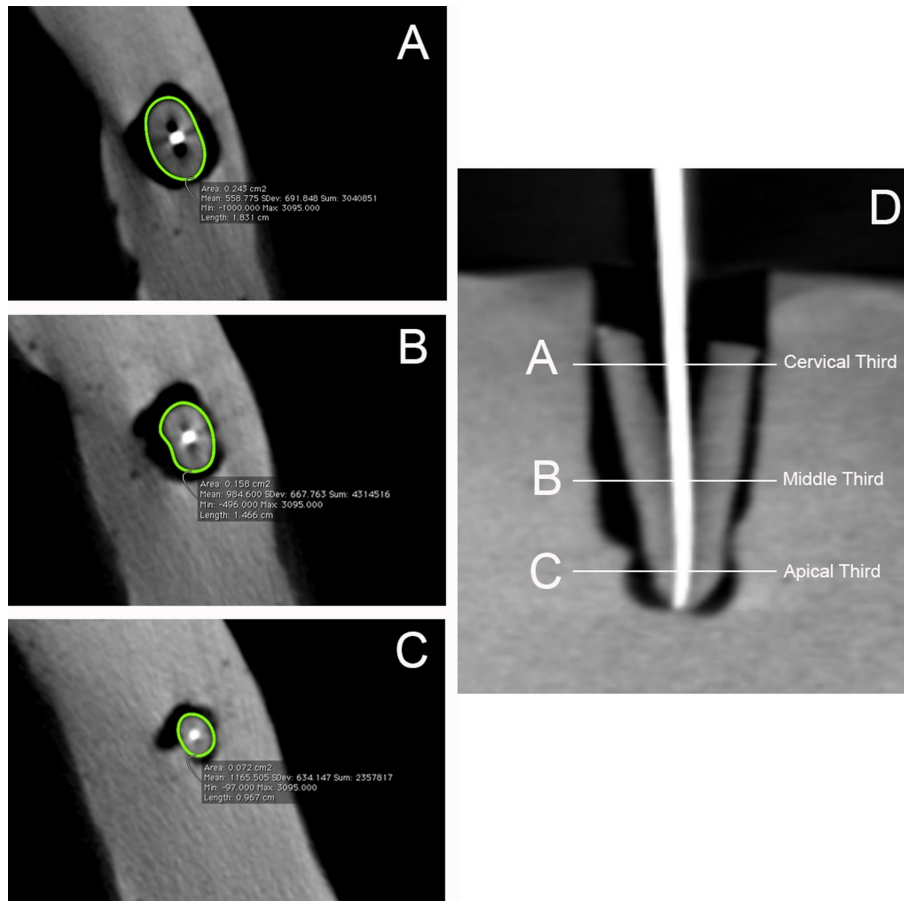 A
Area: 0.243 cm2
Mean: 558.775 SDev: 691.848 Sum: 3040851
Min: -1000.000 Max: 3095.000
Length: 1.831 cm
B
Area: 0.158 cm2
Mean: 984.600 SDev: 667.763 Sum: 4314516
Min: -496.000 Max: 3095.000
Length: 1.466 cm
C
Area: 0.072 cm2
Mean: 1165.505 SDev: 634.147 Sum: 2357817
Min: -97.000 Max: 3095.000
Length: 0.967 cm
D
A Cervical Third
B Middle Third
C Apical Third